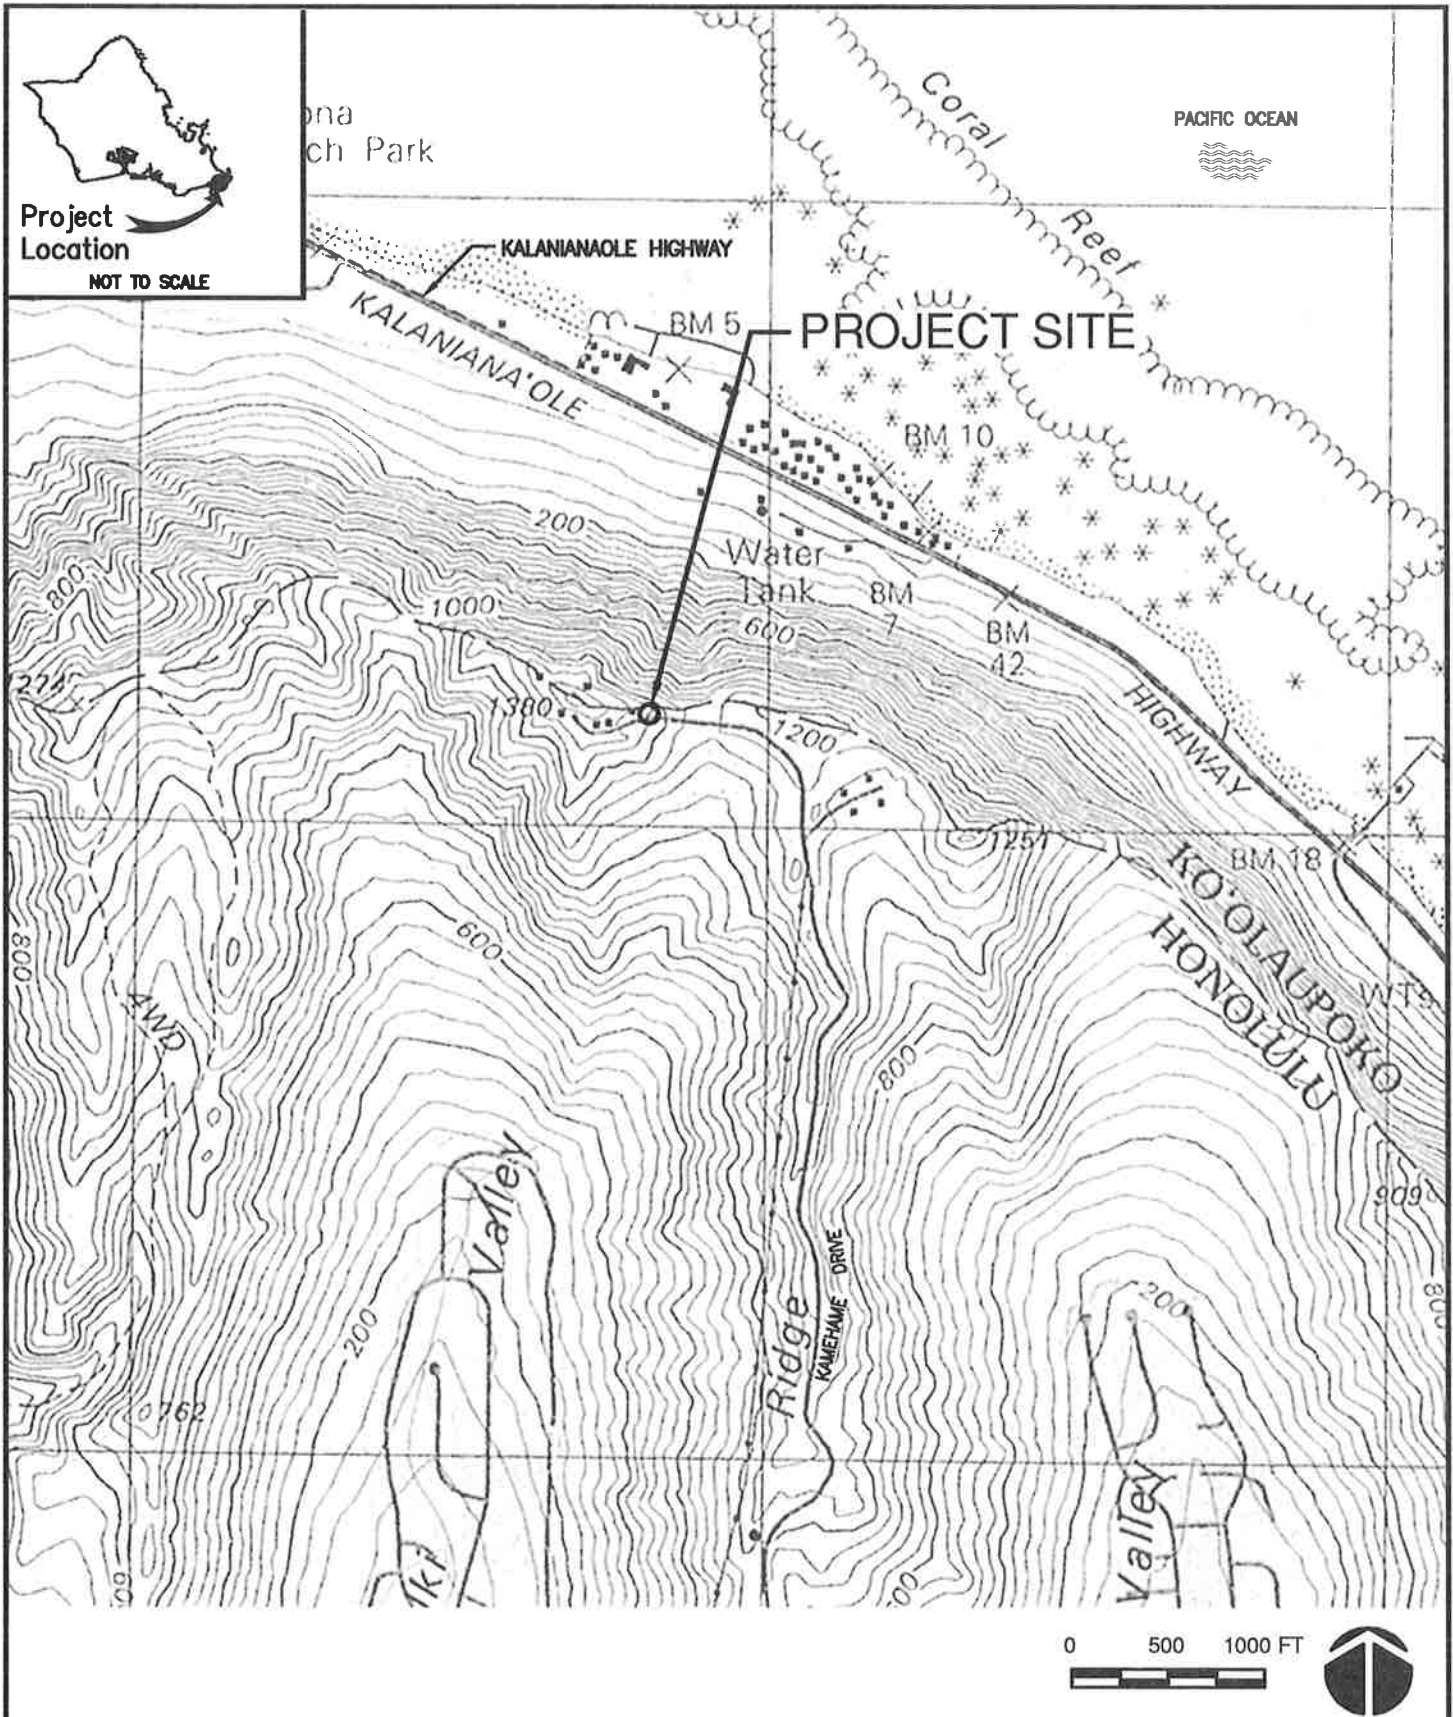 Project
Location
NOT TO SCALE
ona
ch Park
Coral
Reef
PACIFIC OCEAN
KALANIANAOLE HIGHWAY
KALANIANA'OLE
BM 5
PROJECT SITE
BM 10
200
Water
Tank
BM
7
BM
42
800
1000
600
1380
1200
HIGHWAY
1251
BM 18
KO'OLAUPOKO
HONOLULU
800
600
4WD
800
909
Valley
200
Ridge
KAMEHAME DRIVE
200
800
762
Valley
Iki
0 500 1000 FT